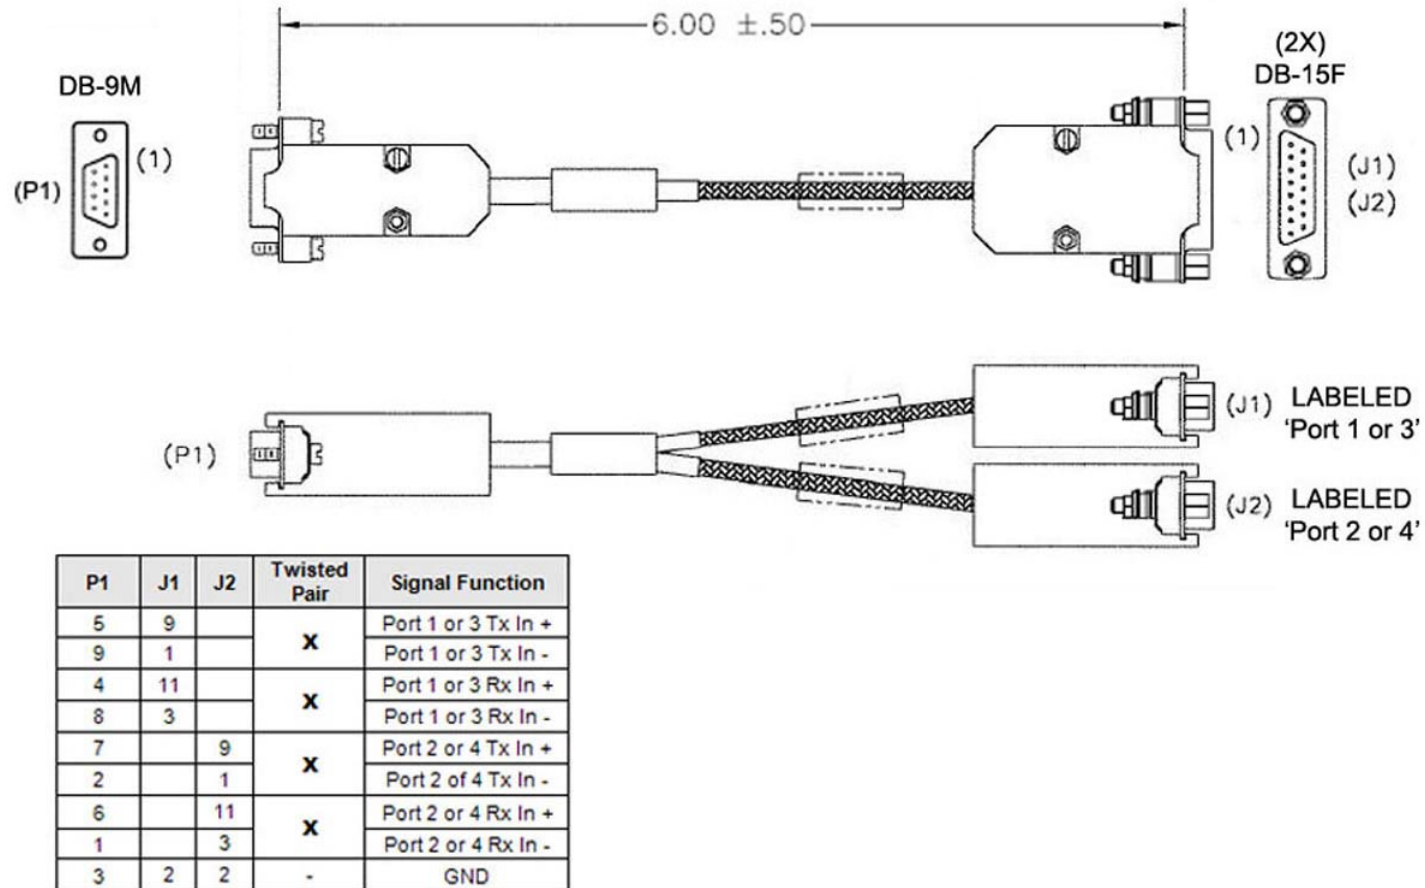 6.00 ±.50
DB-9M
(1)
(P1)
(2X)
DB-15F
(1)
(J1)
(J2)
(P1)
(J1) LABELED
'Port 1 or 3'
(J2) LABELED
'Port 2 or 4'
P1 J1 J2 Twisted Pair Signal Function
5 9 X Port 1 or 3 Tx In +
9 1 Port 1 or 3 Tx In -
4 11 X Port 1 or 3 Rx In +
8 3 Port 1 or 3 Rx In -
7 9 X Port 2 or 4 Tx In +
2 1 Port 2 of 4 Tx In -
6 11 X Port 2 or 4 Rx In +
1 3 Port 2 or 4 Rx In -
3 2 2 - GND